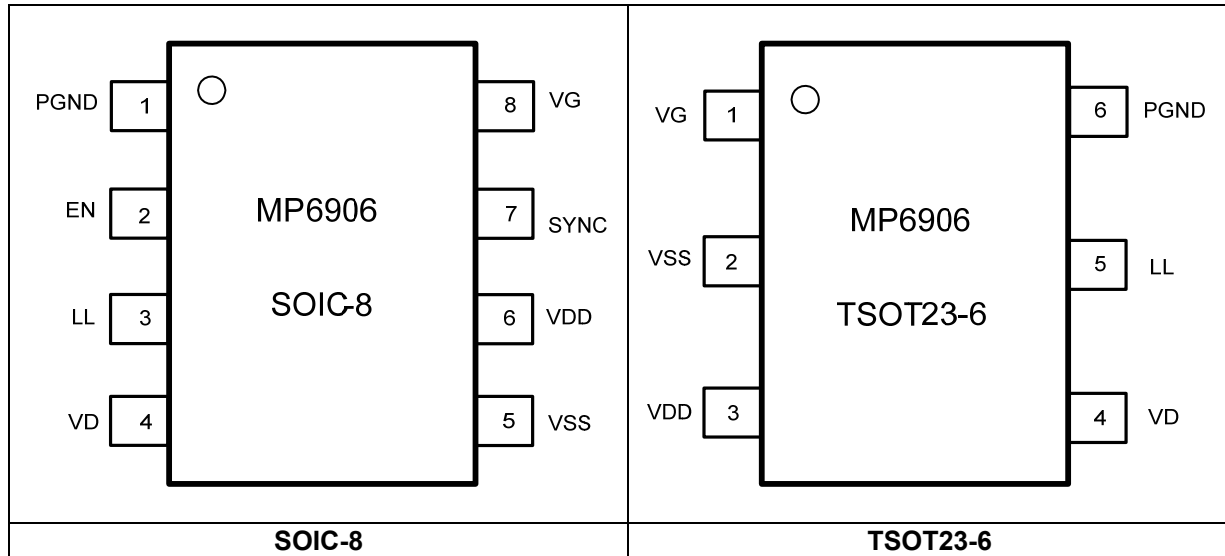 PGND 1
8 VG
EN 2
MP6906
7 SYNC
LL 3
SOIC-8
6 VDD
VD 4
5 VSS
SOIC-8
VG 1
6 PGND
MP6906
VSS 2
5 LL
TSOT23-6
VDD 3
4 VD
TSOT23-6